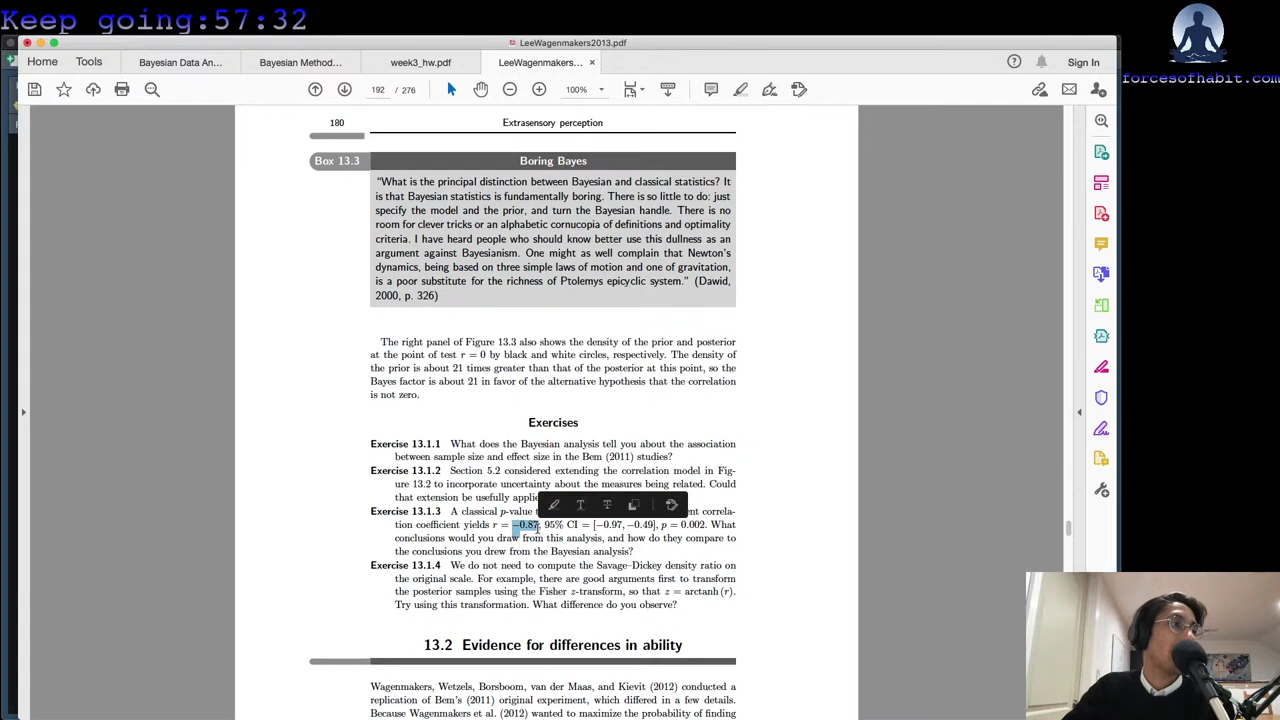 Keep going:57:32
LeeWagenmakers2013.pdf
Home Tools Bayesian Data An... Bayesian Method... week3_hw.pdf LeeWagenmakers... × Sign In
forcesofhabit.com
192 / 276 100%
180 Extrasensory perception
Box 13.3 Boring Bayes
“What is the principal distinction between Bayesian and classical statistics? It
is that Bayesian statistics is fundamentally boring. There is so little to do: just
specify the model and the prior, and turn the Bayesian handle. There is no
room for clever tricks or an alphabetic cornucopia of definitions and optimality
criteria. I have heard people who should know better use this dullness as an
argument against Bayesianism. One might as well complain that Newton's
dynamics, being based on three simple laws of motion and one of gravitation,
is a poor substitute for the richness of Ptolemys epicyclic system.” (Dawid,
2000, p. 326)
The right panel of Figure 13.3 also shows the density of the prior and posterior
at the point of test r = 0 by black and white circles, respectively. The density of
the prior is about 21 times greater than that of the posterior at this point, so the
Bayes factor is about 21 in favor of the alternative hypothesis that the correlation
is not zero.
Exercises
Exercise 13.1.1 What does the Bayesian analysis tell you about the association
between sample size and effect size in the Bem (2011) studies?
Exercise 13.1.2 Section 5.2 considered extending the correlation model in Fig-
ure 13.2 to incorporate uncertainty about the measures being related. Could
that extension be usefully applie
Exercise 13.1.3 A classical p-value t ent correla-
tion coefficient yields r = −0.87, 95% CI = [−0.97, −0.49], p = 0.002. What
conclusions would you draw from this analysis, and how do they compare to
the conclusions you drew from the Bayesian analysis?
Exercise 13.1.4 We do not need to compute the Savage–Dickey density ratio on
the original scale. For example, there are good arguments first to transform
the posterior samples using the Fisher z-transform, so that z = arctanh (r).
Try using this transformation. What difference do you observe?
13.2 Evidence for differences in ability
Wagenmakers, Wetzels, Borsboom, van der Maas, and Kievit (2012) conducted a
replication of Bem's (2011) original experiment, which differed in a few details.
Because Wagenmakers et al. (2012) wanted to maximize the probability of finding